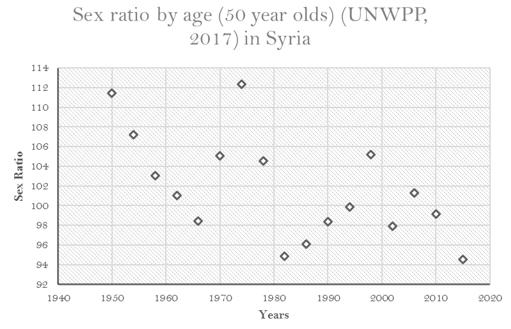 Sex ratio by age (50 year olds) (UNWPP,
2017) in Syria
114
112
110
108
106
104
102
100
98
96
94
92
Sex Ratio
1940 1950 1960 1970 1980 1990 2000 2010 2020
Years